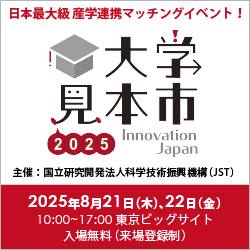 日本最大級 産学連携マッチングイベント！
大学
見本市
2025
Innovation
Japan
主催：国立研究開発法人科学技術振興機構（JST）
2025年8月21日（木）、22日（金）
10:00~17:00 東京ビッグサイト
入場無料（来場登録制）